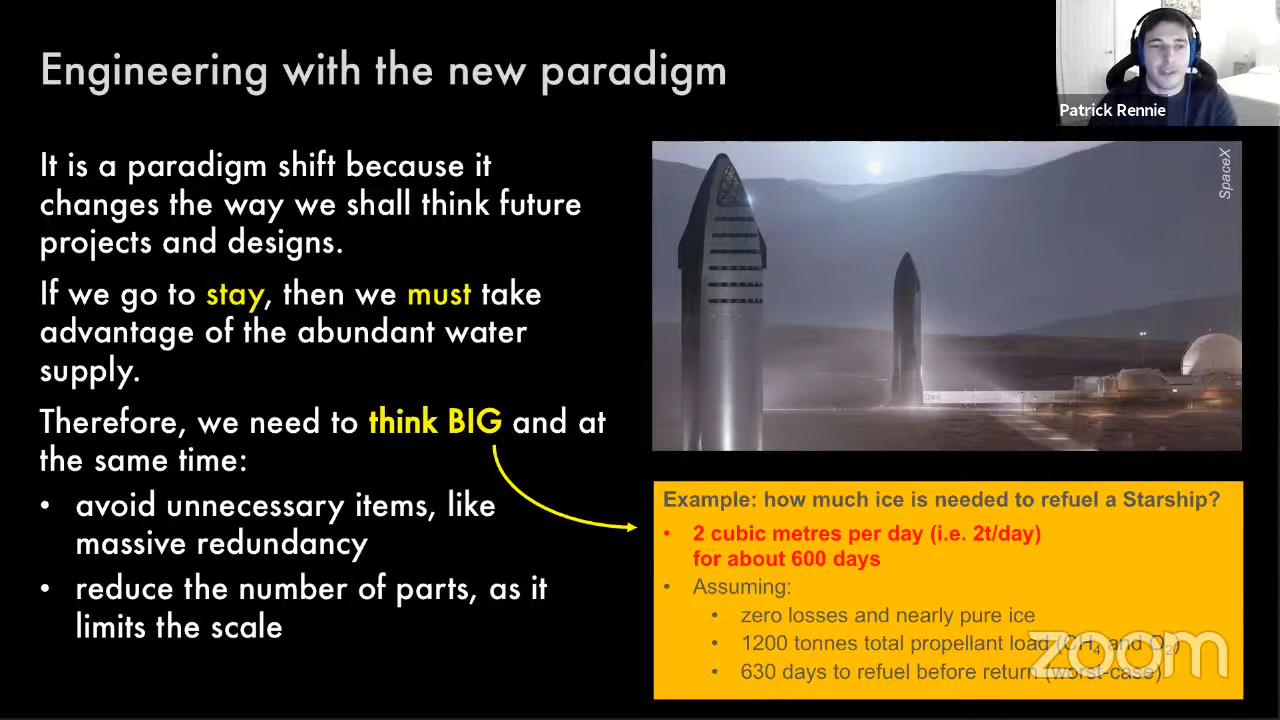 Engineering with the new paradigm
Patrick Rennie
It is a paradigm shift because it
changes the way we shall think future
projects and designs.
If we go to stay, then we must take
advantage of the abundant water
supply.
Therefore, we need to think BIG and at
the same time:
• avoid unnecessary items, like
massive redundancy
• reduce the number of parts, as it
limits the scale
SpaceX
Example: how much ice is needed to refuel a Starship?
• 2 cubic metres per day (i.e. 2t/day)
for about 600 days
• Assuming:
• zero losses and nearly pure ice
• 1200 tonnes total propellant load (CH₄ and O₂)
• 630 days to refuel before return (worst-case)
zoom